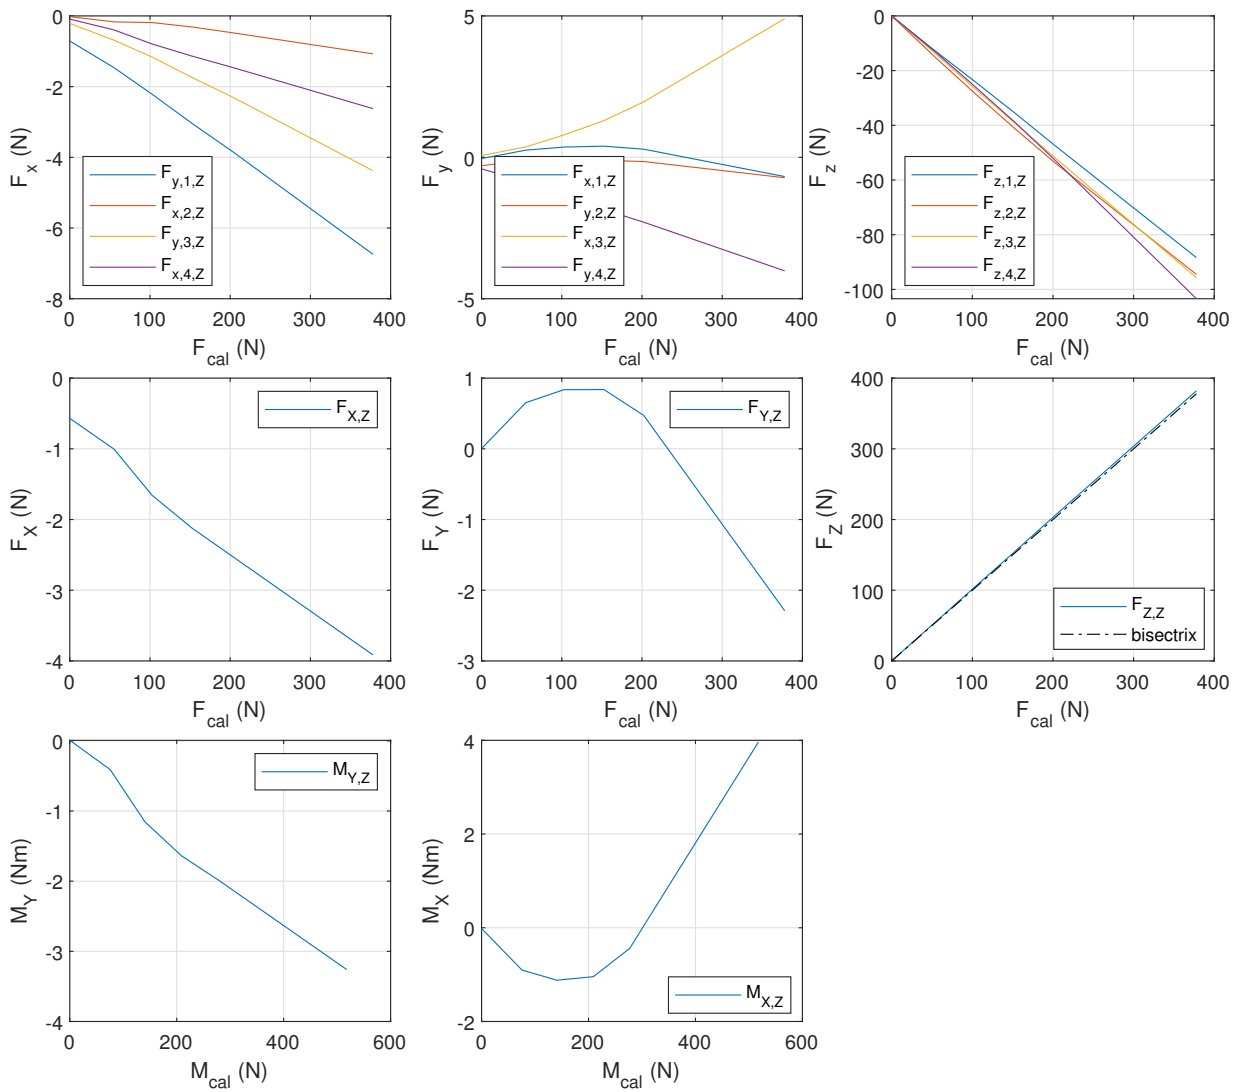 0
-2
-4
-6
-8
F_x (N)
F_y,1,Z
F_x,2,Z
F_y,3,Z
F_x,4,Z
0 100 200 300 400
F_cal (N)
5
0
-5
F_y (N)
F_x,1,Z
F_y,2,Z
F_x,3,Z
F_y,4,Z
0 100 200 300 400
F_cal (N)
0
-20
-40
-60
-80
-100
F_z (N)
F_z,1,Z
F_z,2,Z
F_z,3,Z
F_z,4,Z
0 100 200 300 400
F_cal (N)
0
-1
-2
-3
-4
F_X (N)
F_X,Z
0 100 200 300 400
F_cal (N)
1
0
-1
-2
-3
F_Y (N)
F_Y,Z
0 100 200 300 400
F_cal (N)
400
300
200
100
0
F_Z (N)
F_Z,Z
bisectrix
0 100 200 300 400
F_cal (N)
0
-1
-2
-3
-4
M_Y (Nm)
M_Y,Z
0 200 400 600
M_cal (N)
4
2
0
-2
M_X (Nm)
M_X,Z
0 200 400 600
M_cal (N)